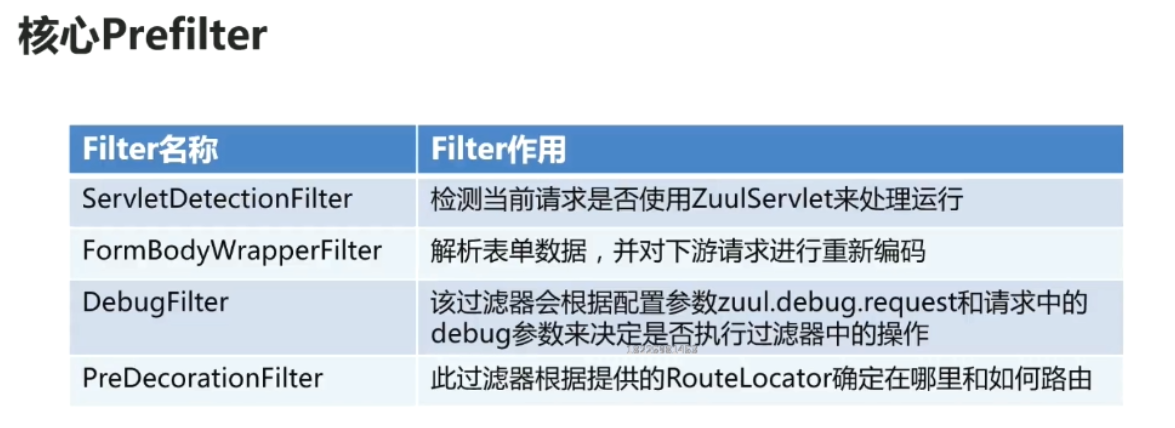 核心Prefilter
Filter名称 Filter作用
ServletDetectionFilter 检测当前请求是否使用ZuulServlet来处理运行
FormBodyWrapperFilter 解析表单数据，并对下游请求进行重新编码
DebugFilter 该过滤器会根据配置参数zuul.debug.request和请求中的
debug参数来决定是否执行过滤器中的操作
PreDecorationFilter 此过滤器根据提供的RouteLocator确定在哪里和如何路由